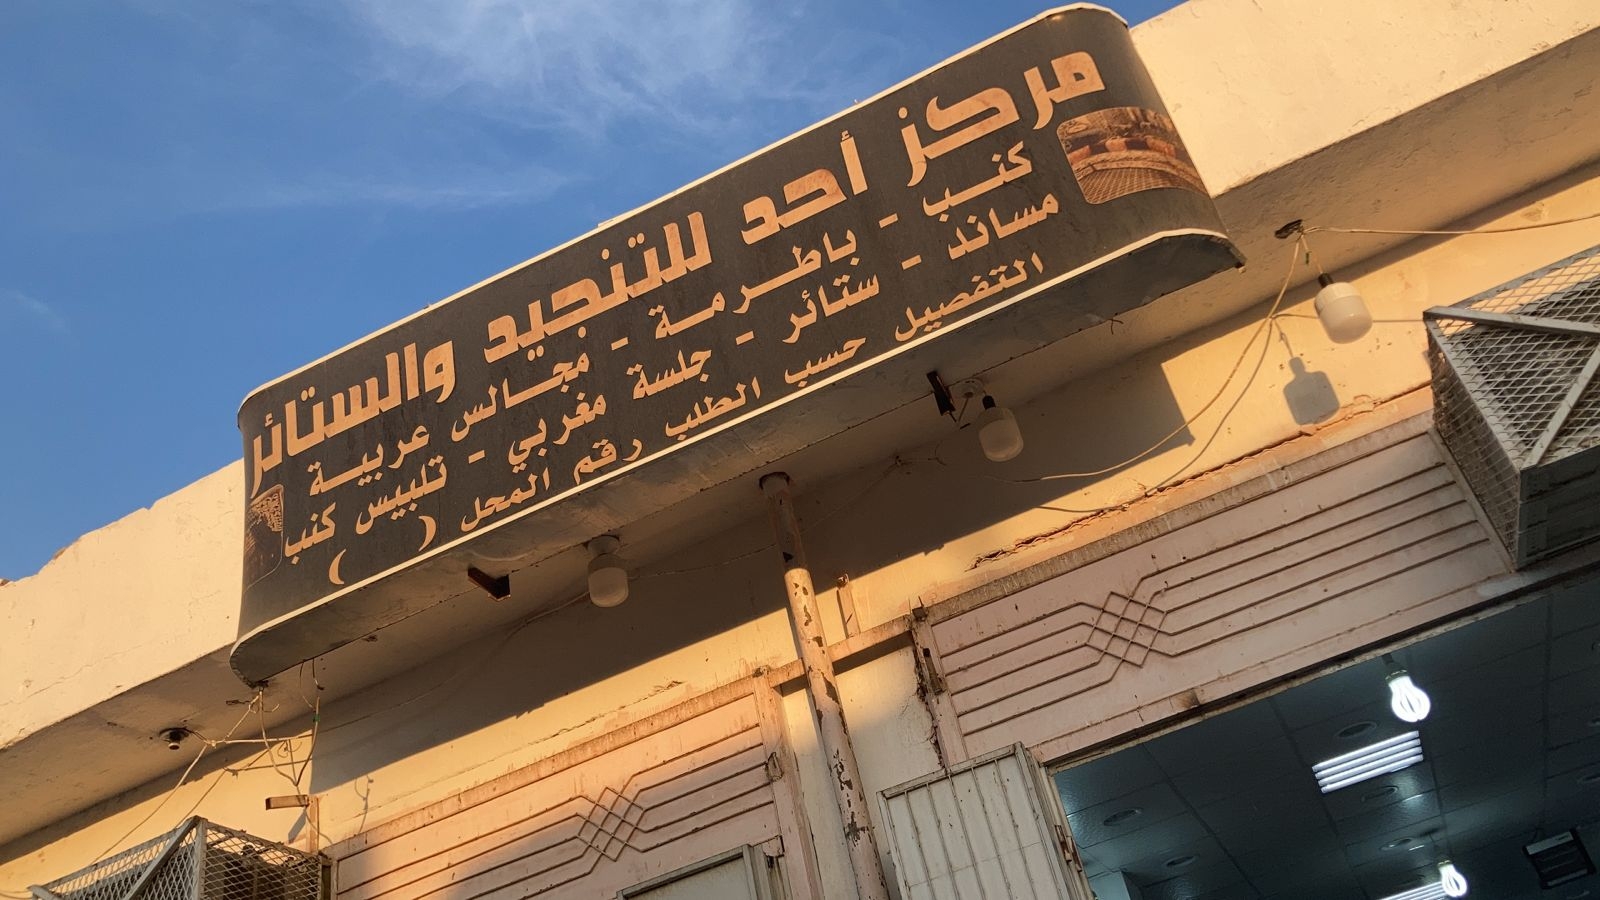 مركز أحد للتنجيد والستائر
كنب - باطرمة - مجالس عربية
مساند - ستائر - جلسة مغربي - تلبيس كنب
التفصيل حسب الطلب رقم المحل (    )